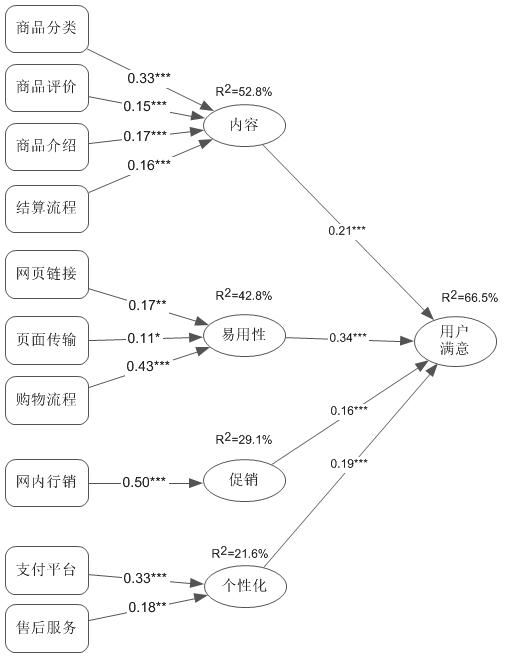 商品分类
0.33***
商品评价
0.15***
R2=52.8%
内容
商品介绍
0.17***
0.16***
结算流程
0.21***
网页链接
0.17**
R2=42.8%
R2=66.5%
页面传输
0.11*
易用性
0.34***
用户
满意
0.43***
购物流程
0.16***
R2=29.1%
网内行销
0.50***
促销
0.19***
R2=21.6%
支付平台
0.33***
个性化
0.18**
售后服务